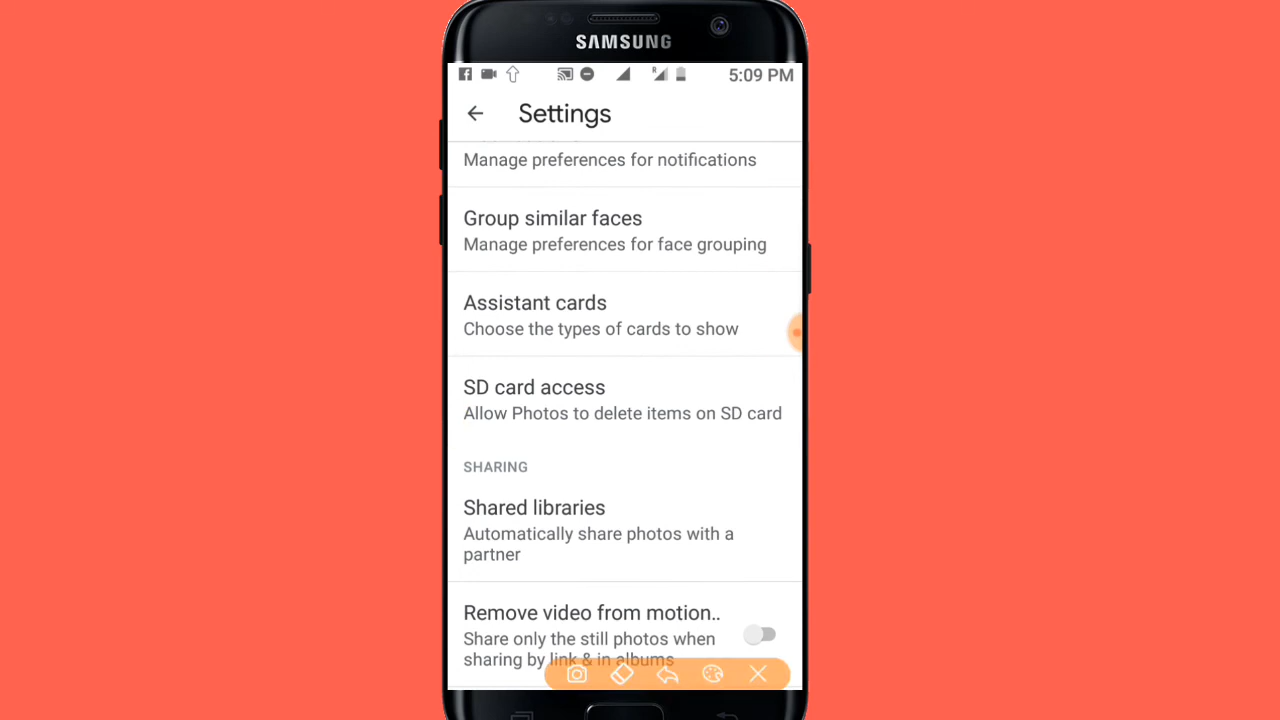 SAMSUNG
5:09 PM
Settings
Manage preferences for notifications
Group similar faces
Manage preferences for face grouping
Assistant cards
Choose the types of cards to show
SD card access
Allow Photos to delete items on SD card
SHARING
Shared libraries
Automatically share photos with a
partner
Remove video from motion..
Share only the still photos when
sharing by link & in albums